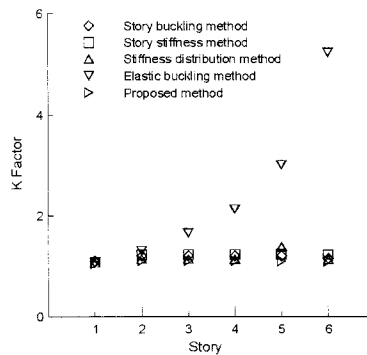 6
4
2
0
K Factor
Story buckling method
Story stiffness method
Stiffness distribution method
Elastic buckling method
Proposed method
1 2 3 4 5 6
Story